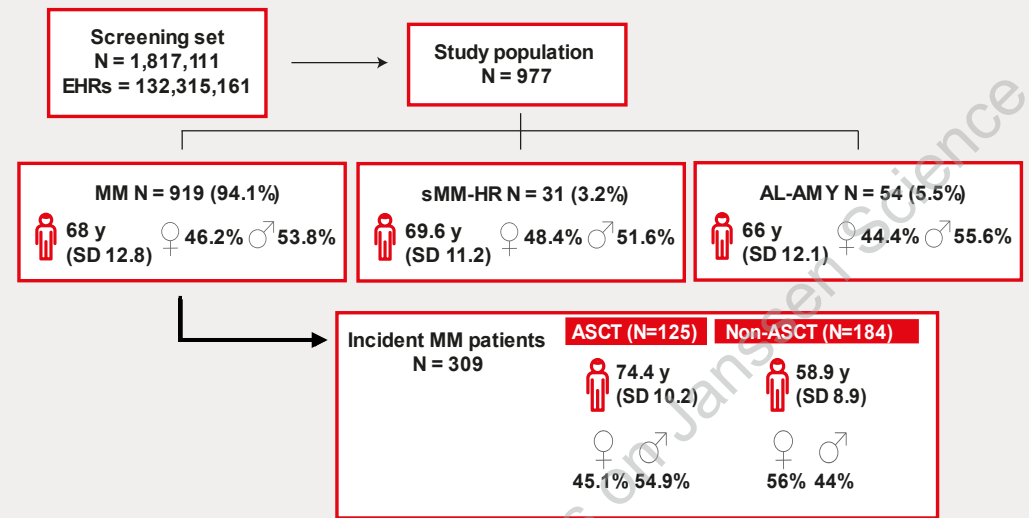 Screening set
N = 1,817,111
EHRs = 132,315,161
Study population
N = 977
MM N = 919 (94.1%)
68 y
(SD 12.8)
46.2%
53.8%
sMM-HR N = 31 (3.2%)
69.6 y
(SD 11.2)
48.4%
51.6%
AL-AMY N = 54 (5.5%)
66 y
(SD 12.1)
44.4%
55.6%
Incident MM patients
N = 309
ASCT (N=125)
74.4 y
(SD 10.2)
45.1% 54.9%
Non-ASCT (N=184)
58.9 y
(SD 8.9)
56% 44%
s on Janssen Science